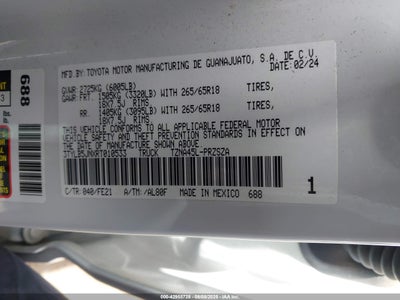 MFD.BY: TOYOTA MOTOR MANUFACTURING DE GUANAJUATO, S.A. DE C.V.
02/24
GVWR 2725KG (6005LB)
GAWR FRT. 1505KG (3320LB) WITH 265/65R18 TIRES,
18X7.5J RIMS
RR. 1405KG (3095LB) WITH 265/65R18 TIRES,
18X7.5J RIMS
THIS VEHICLE CONFORMS TO ALL APPLICABLE FEDERAL MOTOR
VEHICLE SAFETY AND THEFT PREVENTION STANDARDS IN EFFECT ON
THE DATE OF MANUFACTURE SHOWN ABOVE.
TRUCK TZNA45L-PRZSZA
C/TR: 040/FE21 A/TM: /AL80F MADE IN MEXICO 688
1
688